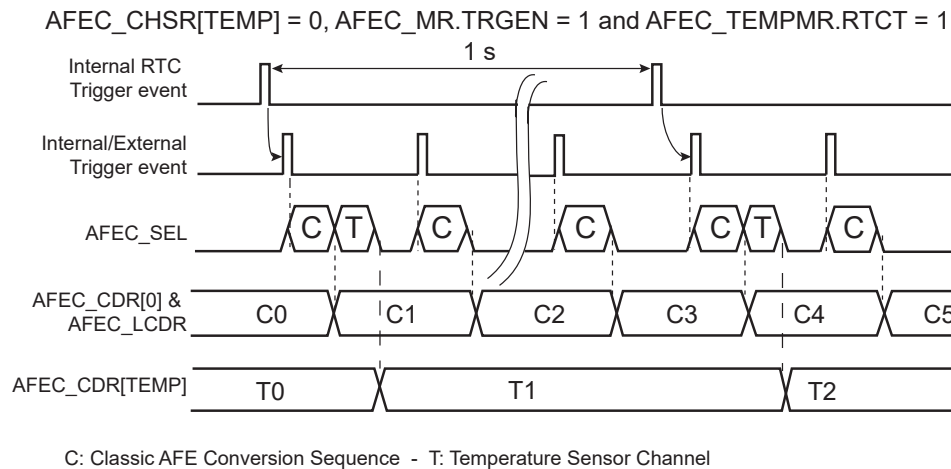 AFEC_CHSR[TEMP] = 0, AFEC_MR.TRGEN = 1 and AFEC_TEMPMR.RTCT = 1
1 s
Internal RTC
Trigger event
Internal/External
Trigger event
AFEC_SEL
C T C C C T C
AFEC_CDR[0] &
AFEC_LCDR
C0 C1 C2 C3 C4 C5
AFEC_CDR[TEMP]
T0 T1 T2
C: Classic AFE Conversion Sequence - T: Temperature Sensor Channel